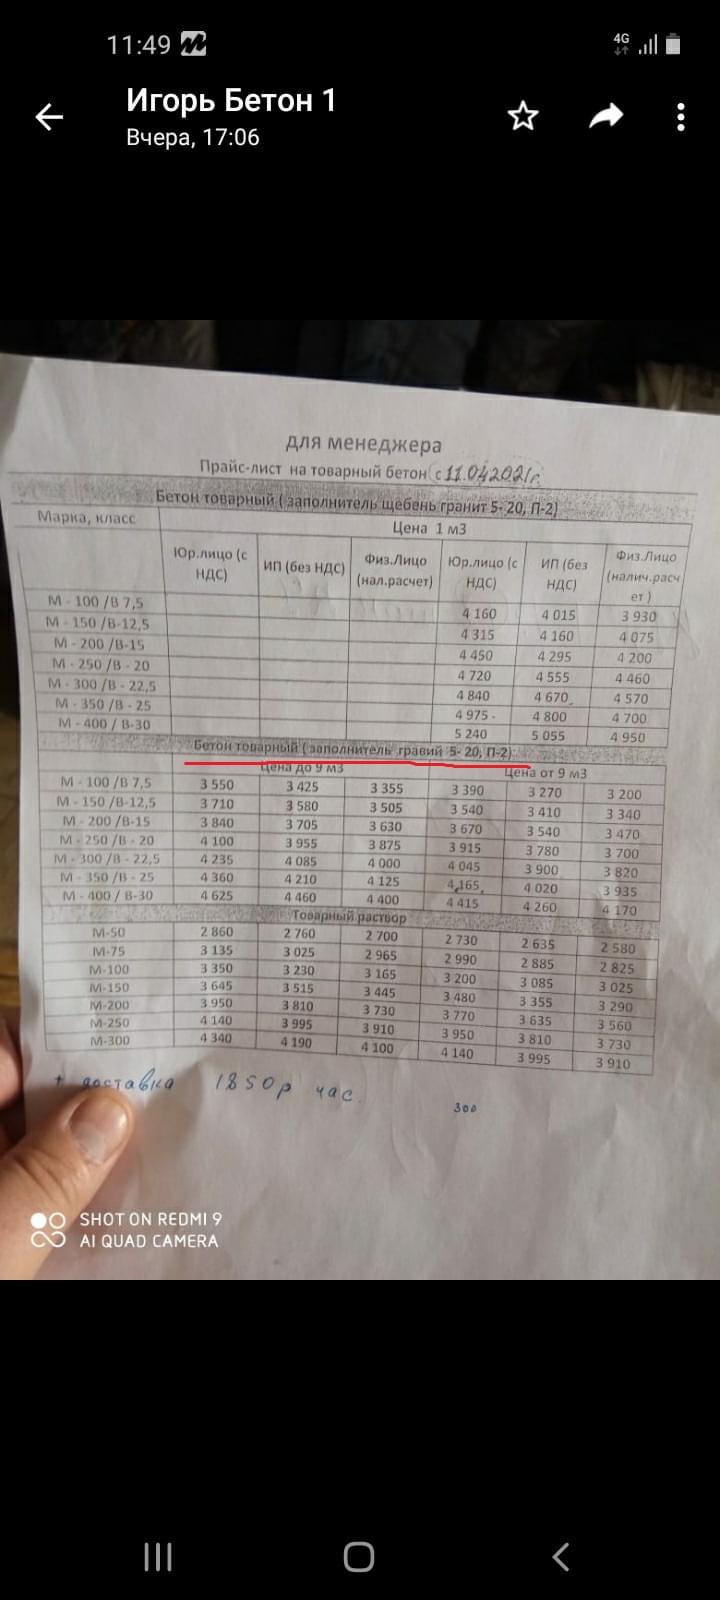 11:49
4G
Игорь Бетон 1
Вчера, 17:06
для менеджера
Прайс-лист на товарный бетон с 11.04.2021г.
Бетон товарный ( заполнитель щебень гранит 5- 20, П-2)
Марка, класс Цена 1 м3
Юр.лицо (с НДС) ИП (без НДС) Физ.Лицо (нал.расчет) Юр.лицо (с НДС) ИП (без НДС) Физ.Лицо (налич.расчет )
М - 100 /В 7,5 4 160 4 015 3 930
М - 150 /В-12,5 4 315 4 160 4 075
М - 200 /В-15 4 450 4 295 4 200
М - 250 /В - 20 4 720 4 555 4 460
М - 300 /В - 22,5 4 840 4 670 4 570
М - 350 /В - 25 4 975 4 800 4 700
М - 400 / В-30 5 240 5 055 4 950
Бетон товарный ( заполнитель гравий 5- 20, П-2)
Цена до 9 м3 Цена от 9 м3
М - 100 /В 7,5 3 550 3 425 3 355 3 390 3 270 3 200
М - 150 /В-12,5 3 710 3 580 3 505 3 540 3 410 3 340
М - 200 /В-15 3 840 3 705 3 630 3 670 3 540 3 470
М - 250 /В - 20 4 100 3 955 3 875 3 915 3 780 3 700
М - 300 /В - 22,5 4 235 4 085 4 000 4 045 3 900 3 820
М - 350 /В - 25 4 360 4 210 4 125 4 165 4 020 3 935
М - 400 / В-30 4 625 4 460 4 400 4 415 4 260 4 170
Товарный раствор
М-50 2 860 2 760 2 700 2 730 2 635 2 580
М-75 3 135 3 025 2 965 2 990 2 885 2 825
М-100 3 350 3 230 3 165 3 200 3 085 3 025
М-150 3 645 3 515 3 445 3 480 3 355 3 290
М-200 3 950 3 810 3 730 3 770 3 635 3 560
М-250 4 140 3 995 3 910 3 950 3 810 3 730
М-300 4 340 4 190 4 100 4 140 3 995 3 910
+ доставка 1850р час.
300
SHOT ON REDMI 9
AI QUAD CAMERA